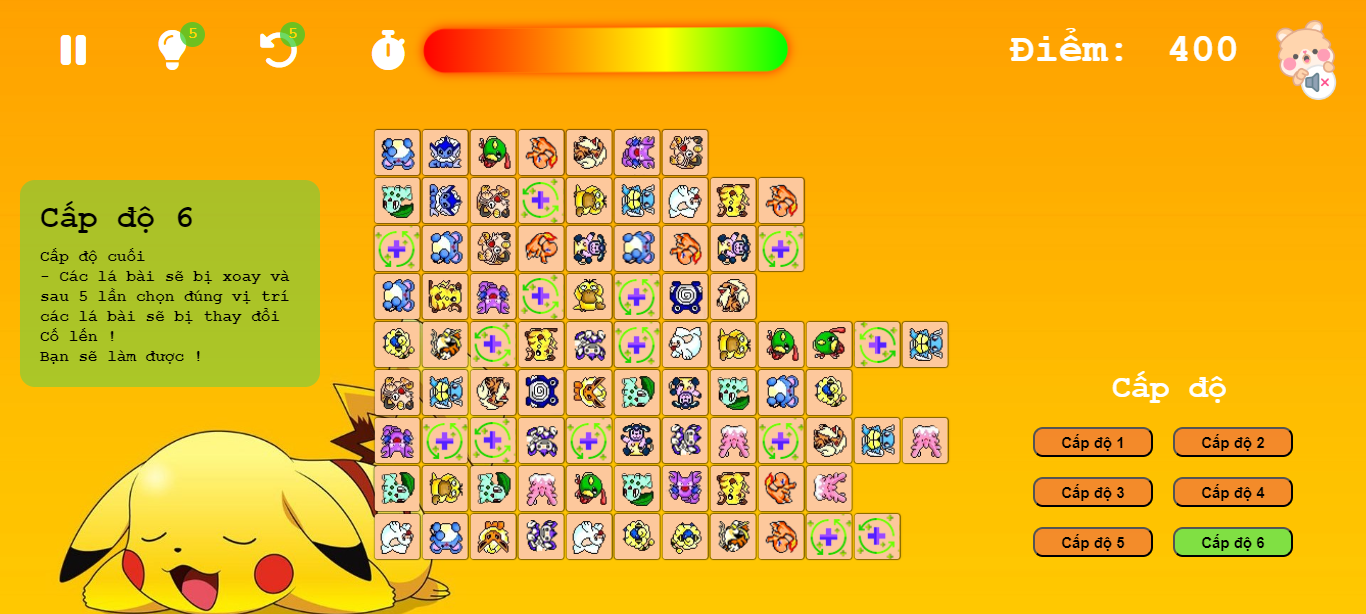 5
5
Điểm: 400
Cấp độ 6
Cấp độ cuối
- Các lá bài sẽ bị xoay và
sau 5 lần chọn đúng vị trí
các lá bài sẽ bị thay đổi
Cố lến !
Bạn sẽ làm được !
Cấp độ
Cấp độ 1
Cấp độ 2
Cấp độ 3
Cấp độ 4
Cấp độ 5
Cấp độ 6